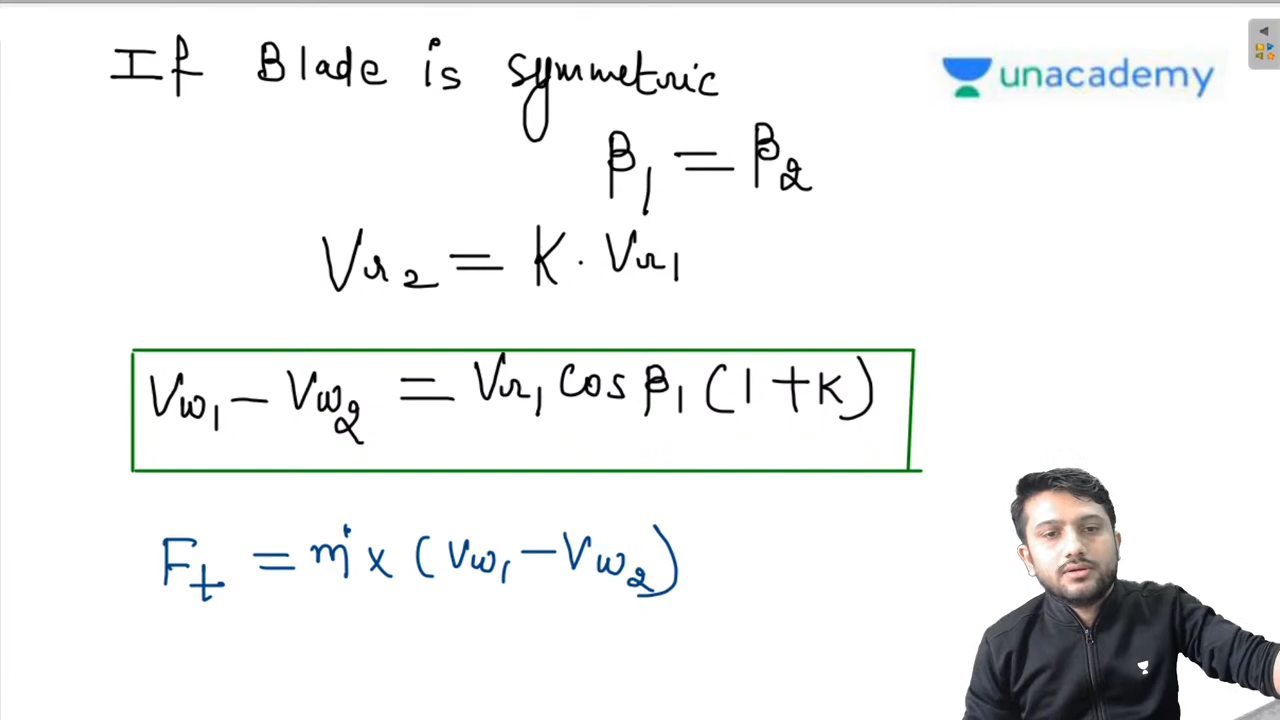 If Blade is symmetric
unacademy
β₁ = β₂
Vr₂ = K · Vr₁
Vw₁ − Vw₂ = Vr₁ cos β₁ (1 + K)
Fₜ = ṁ × (Vw₁ − Vw₂)